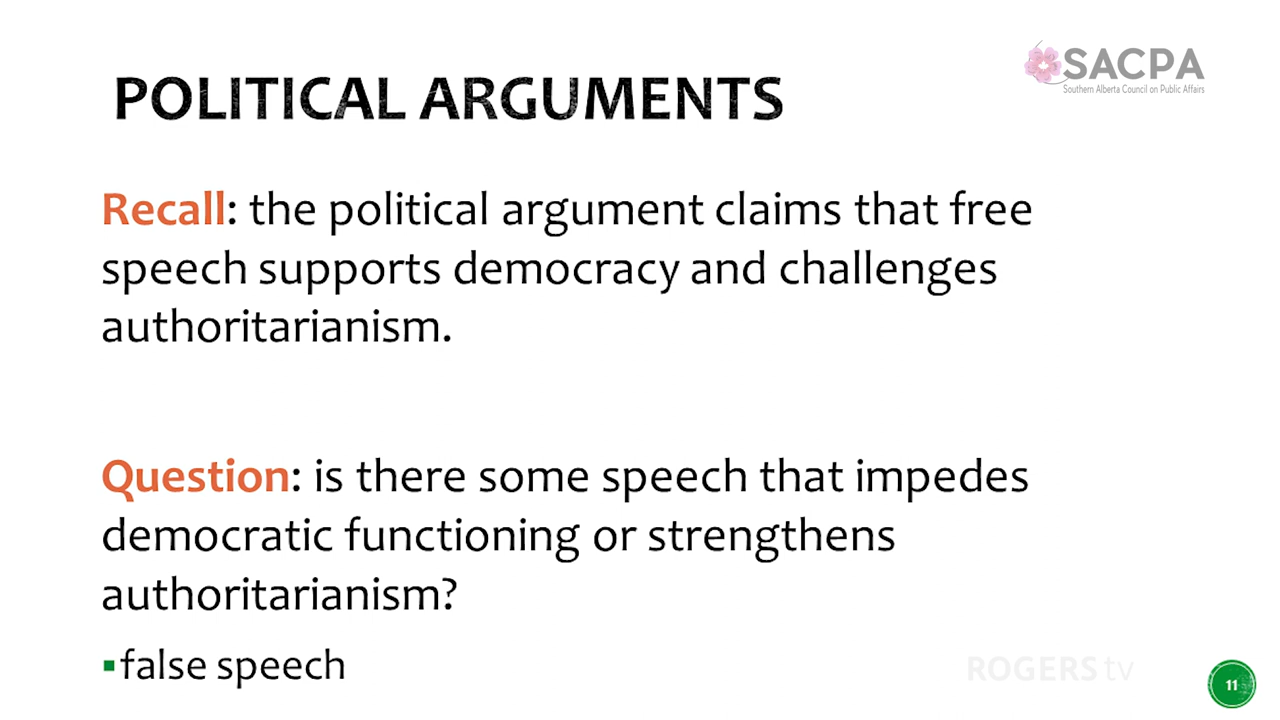 SACPA
Southern Alberta Council on Public Affairs
POLITICAL ARGUMENTS
Recall: the political argument claims that free
speech supports democracy and challenges
authoritarianism.
Question: is there some speech that impedes
democratic functioning or strengthens
authoritarianism?
▪false speech
ROGERS tv
11